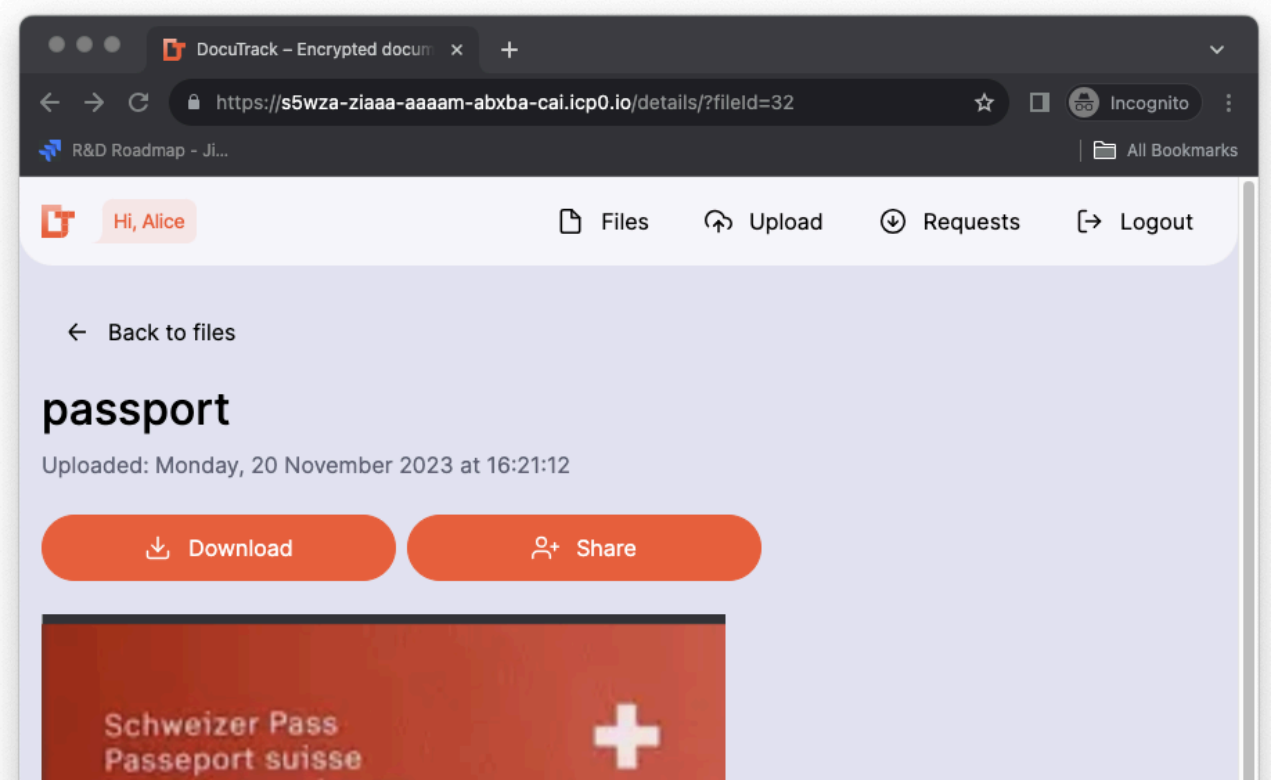 DocuTrack – Encrypted docum
https://s5wza-ziaaa-aaaam-abxba-cai.icp0.io/details/?fileId=32
Incognito
R&D Roadmap - Ji...
All Bookmarks
Hi, Alice
Files
Upload
Requests
Logout
Back to files
passport
Uploaded: Monday, 20 November 2023 at 16:21:12
Download
Share
Schweizer Pass
Passeport suisse